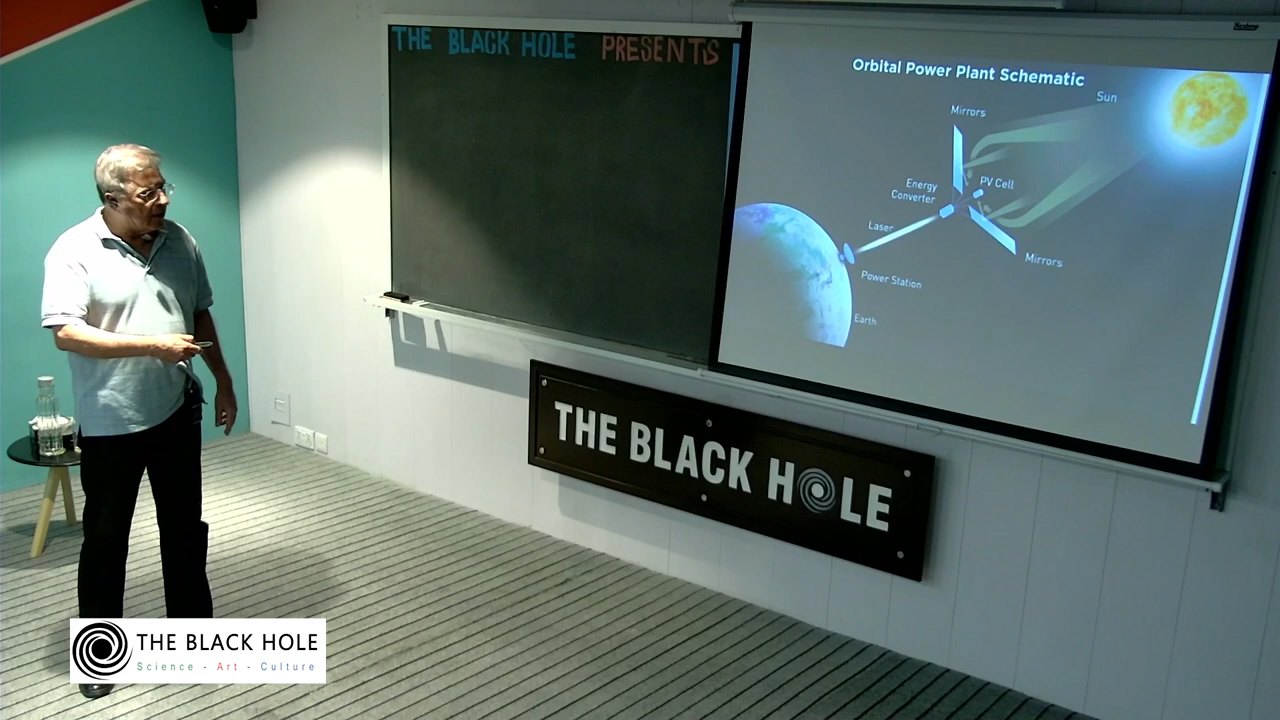 THE BLACK HOLE PRESENTS
Orbital Power Plant Schematic
Sun
Mirrors
PV Cell
Energy
Converter
Laser
Mirrors
Power Station
Earth
THE BLACK HOLE
THE BLACK HOLE
Science - Art - Culture